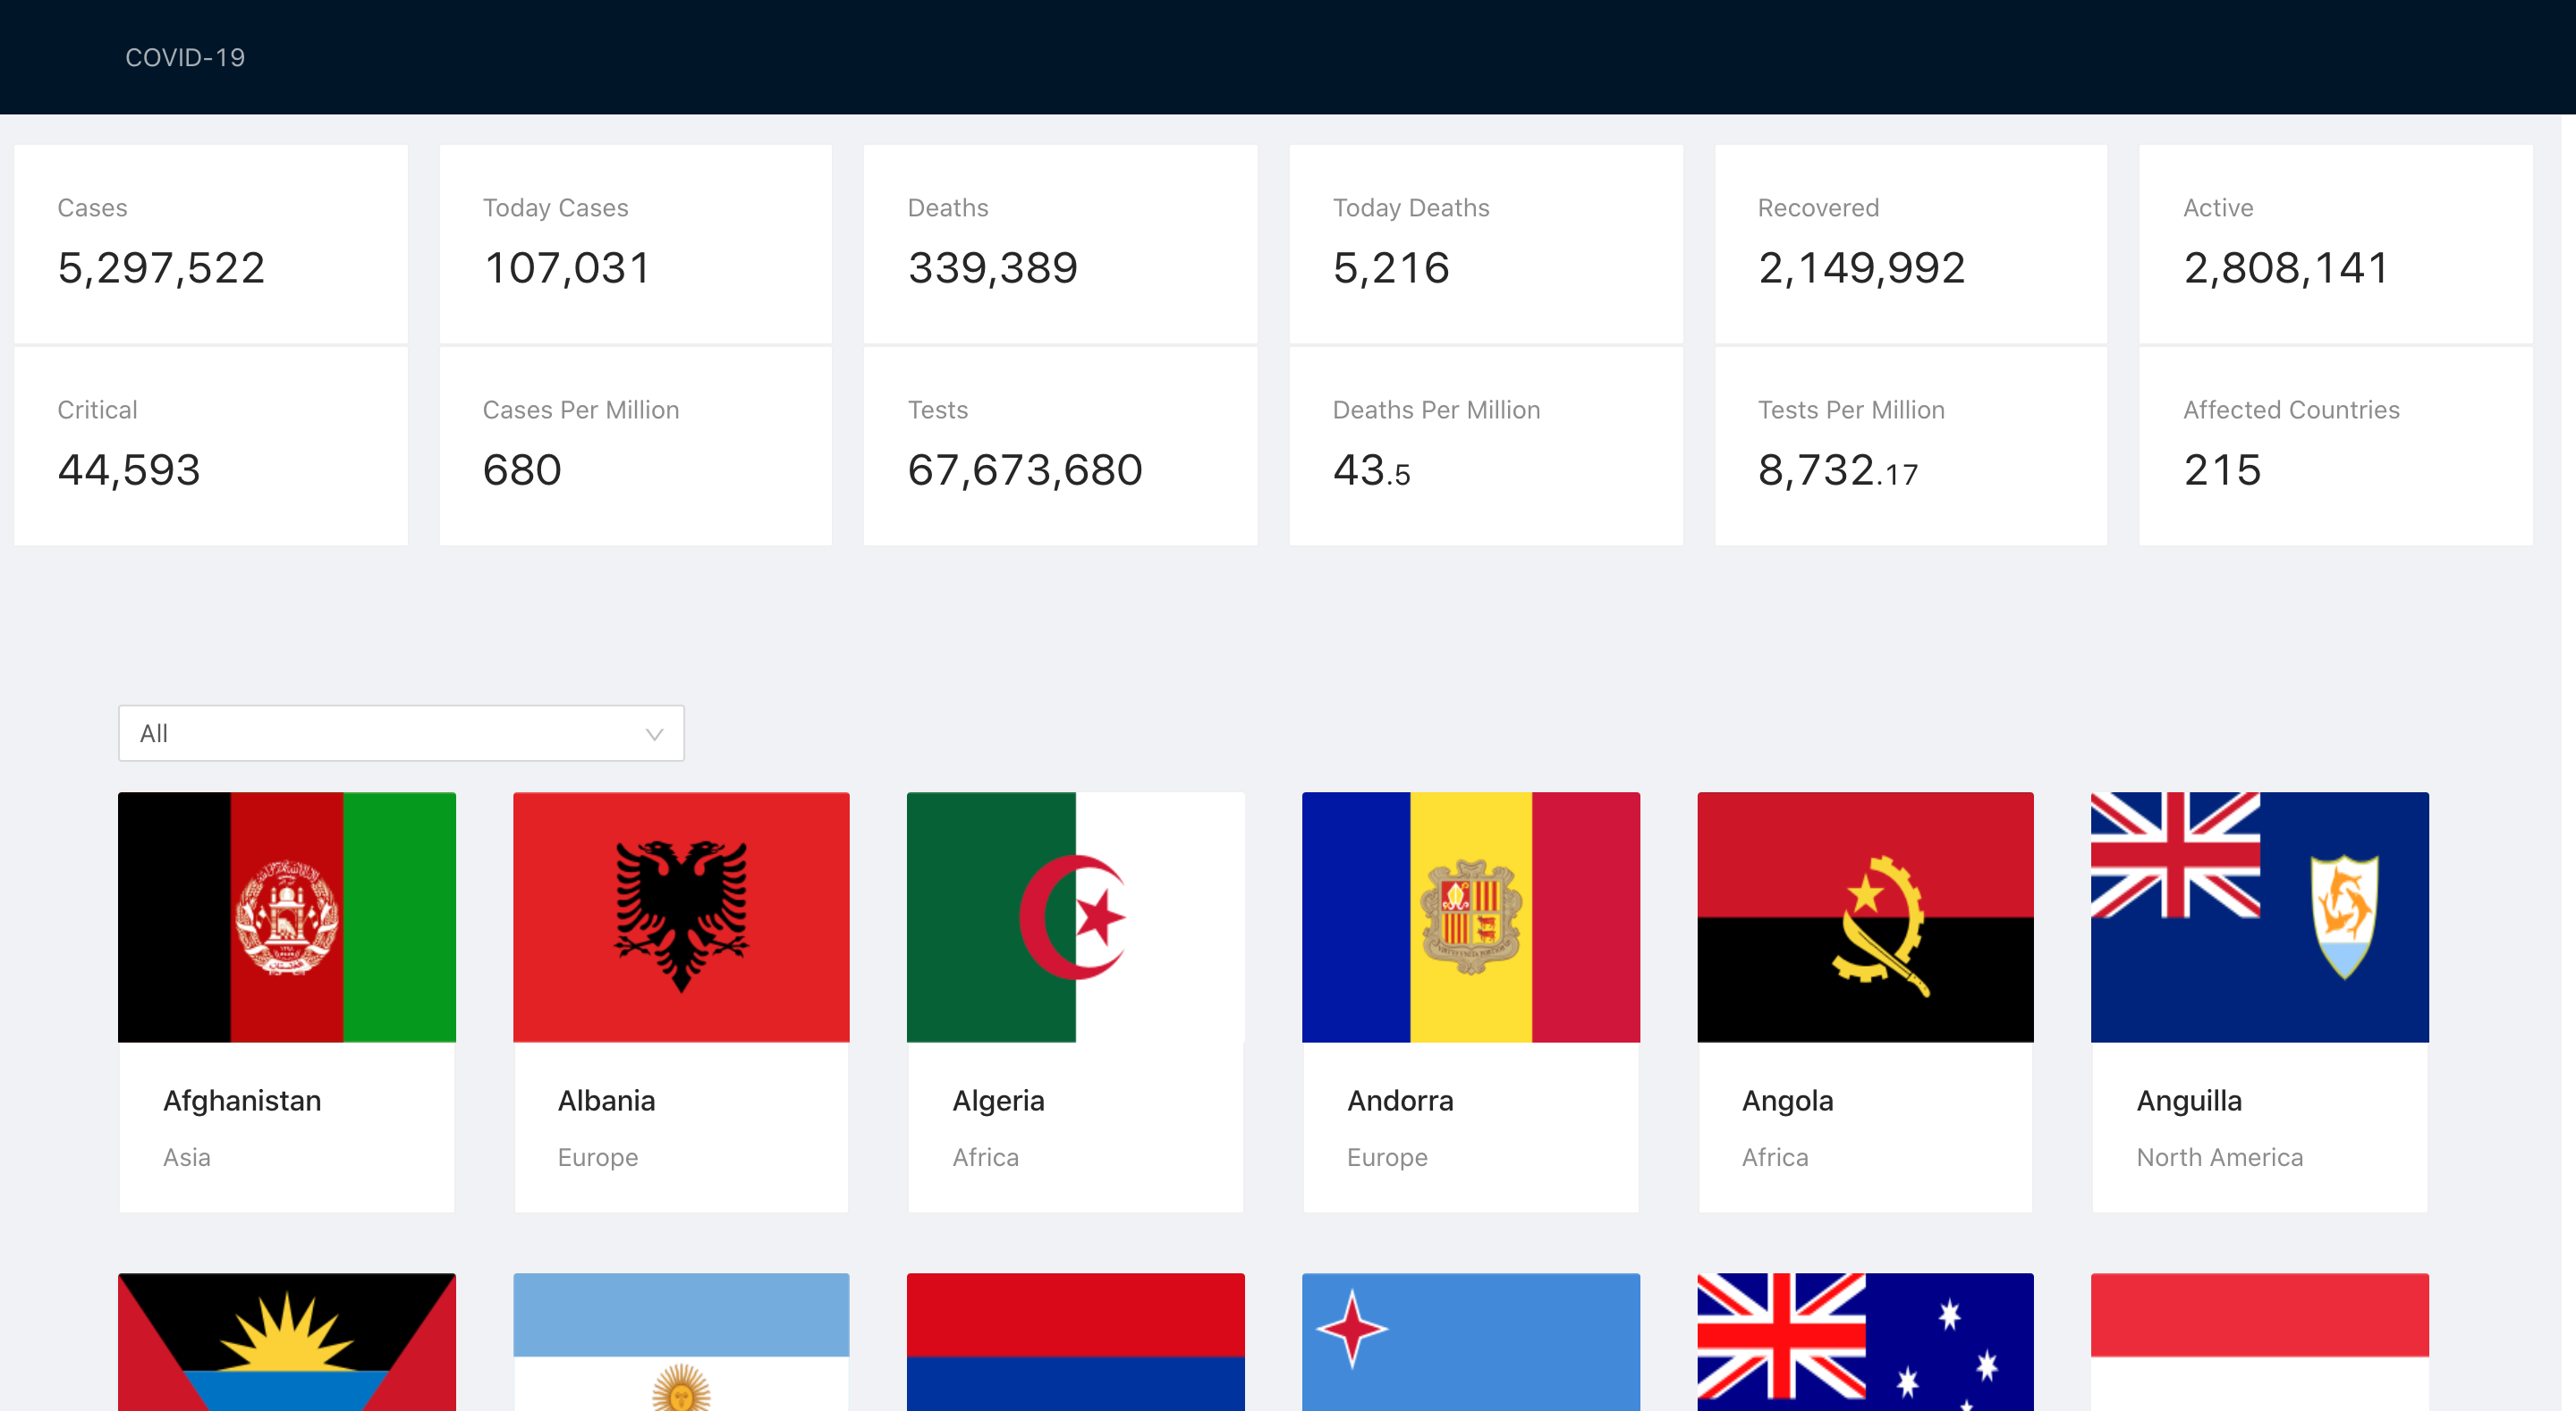 COVID-19
Cases
5,297,522
Today Cases
107,031
Deaths
339,389
Today Deaths
5,216
Recovered
2,149,992
Active
2,808,141
Critical
44,593
Cases Per Million
680
Tests
67,673,680
Deaths Per Million
43.5
Tests Per Million
8,732.17
Affected Countries
215
All
Afghanistan
Asia
Albania
Europe
Algeria
Africa
Andorra
Europe
Angola
Africa
Anguilla
North America